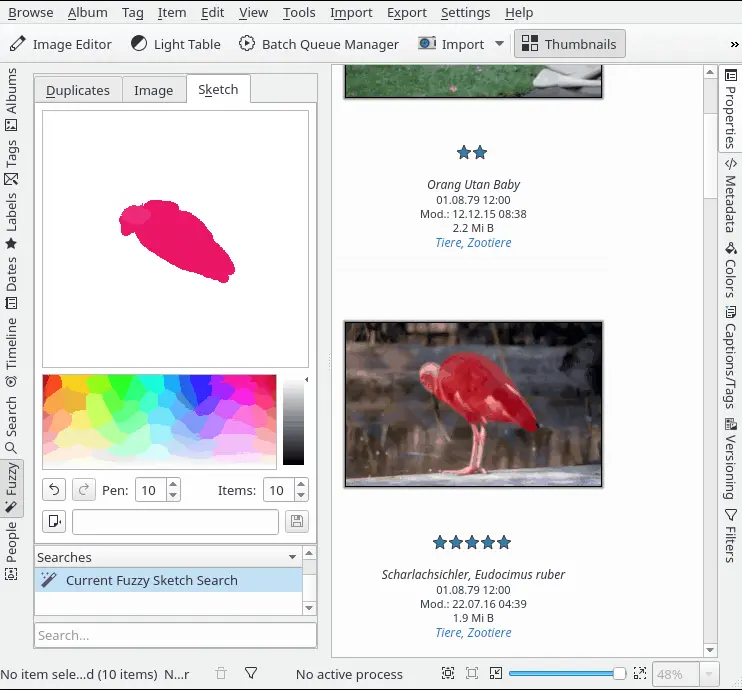 Browse Album Tag Item Edit View Tools Import Export Settings Help
Image Editor Light Table Batch Queue Manager Import Thumbnails »
Albums
Tags
Labels
Dates
Timeline
Search
Fuzzy
People
Duplicates Image Sketch
Pen: 10 Items: 10
Searches
Current Fuzzy Sketch Search
Search...
Orang Utan Baby
01.08.79 12:00
Mod.: 12.12.15 08:38
2.2 Mi B
Tiere, Zootiere
Scharlachsichler, Eudocimus ruber
01.08.79 12:00
Mod.: 22.07.16 04:39
1.9 Mi B
Tiere, Zootiere
Properties
Metadata
Colors
Captions/Tags
Versioning
Filters
No item sele...d (10 items) N...r No active process 48%